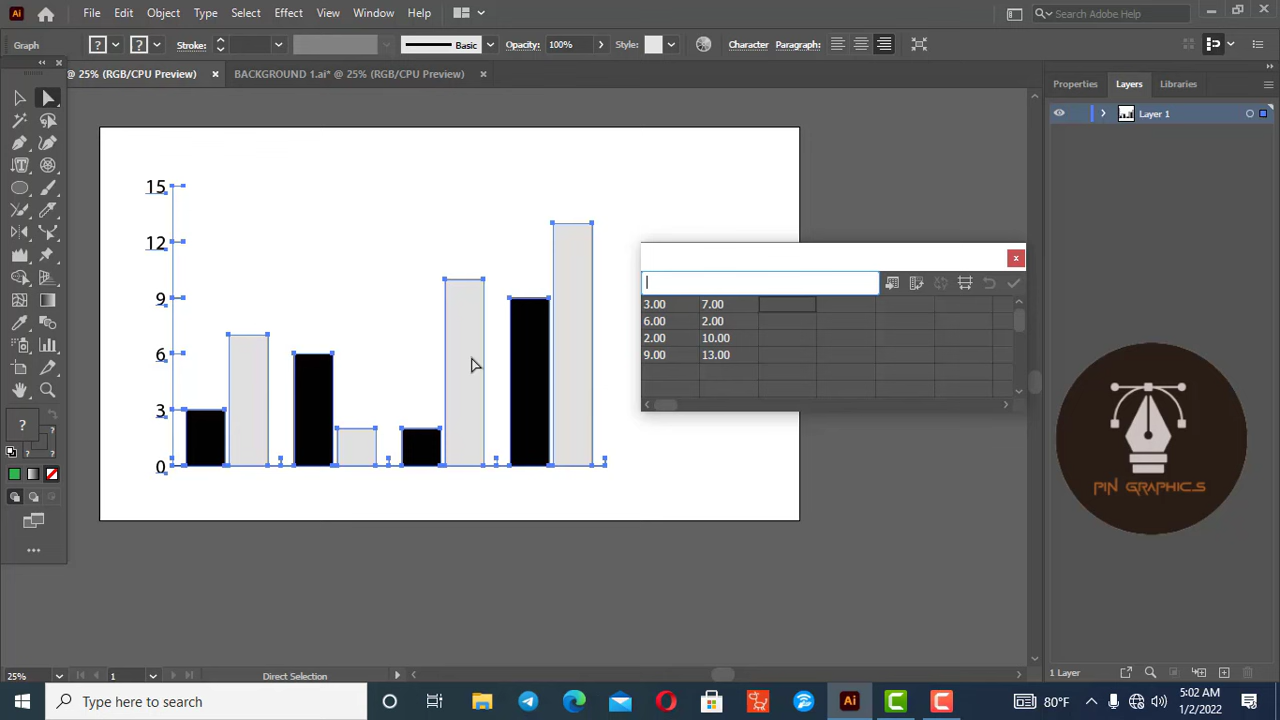 Ai File Edit Object Type Select Effect View Window Help Search Adobe Help
Graph ? ? Stroke: Basic Opacity: 100% Style: Character Paragraph:
@ 25% (RGB/CPU Preview) × BACKGROUND 1.ai* @ 25% (RGB/CPU Preview) ×
Properties Layers Libraries
Layer 1
15
12
9
6
3
0
x
3.00 7.00
6.00 2.00
2.00 10.00
9.00 13.00
?
PIN GRAPHICS
25% 1 Direct Selection 1 Layer
Type here to search
Ai
80°F
5:02 AM
1/2/2022